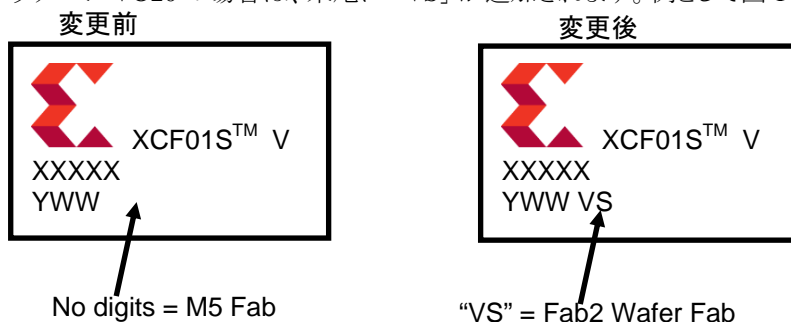 変更前
変更後
XCF01S™ V
XXXXX
YWW
XCF01S™ V
XXXXX
YWW VS
No digits = M5 Fab
“VS” = Fab2 Wafer Fab